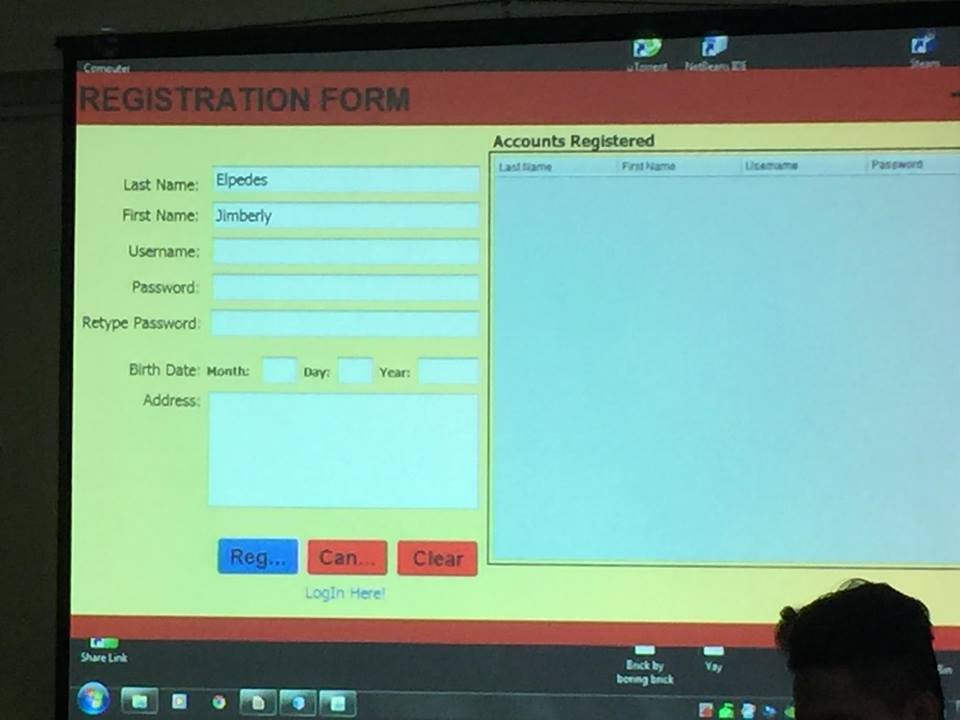 Computer
uTorrent
NetBeans IDE
Steam
REGISTRATION FORM
Accounts Registered
Last Name
First Name
Username
Password
Last Name:
Elpedes
First Name:
Jimberly
Username:
Password:
Retype Password:
Birth Date:
Month:
Day:
Year:
Address:
Reg...
Can...
Clear
LogIn Here!
Share Link
Brick by
boring brick
Yay